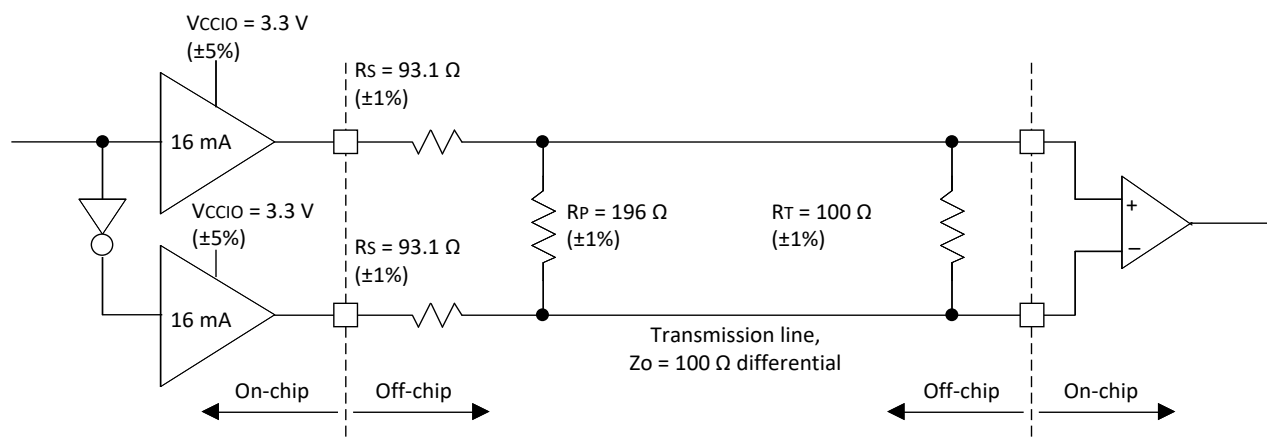 VCCIO = 3.3 V
(±5%)
RS = 93.1 Ω
(±1%)
16 mA
VCCIO = 3.3 V
(±5%)
RS = 93.1 Ω
(±1%)
16 mA
RP = 196 Ω
(±1%)
RT = 100 Ω
(±1%)
+
−
Transmission line,
Zo = 100 Ω differential
On-chip
Off-chip
Off-chip
On-chip